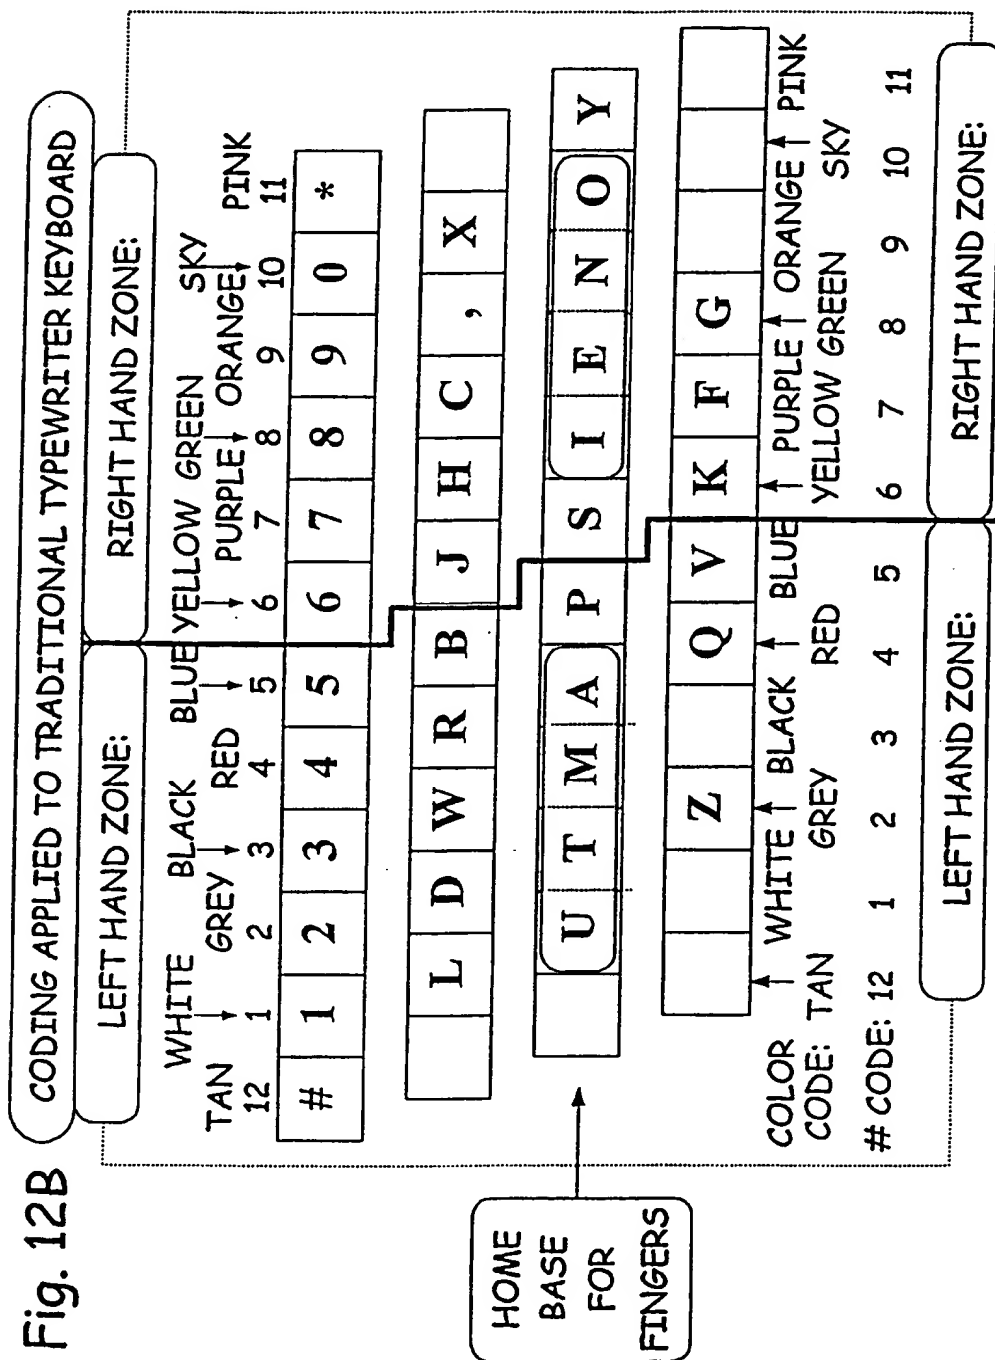 Fig. 12B
CODING APPLIED TO TRADITIONAL TYPEWRITER KEYBOARD
LEFT HAND ZONE: RIGHT HAND ZONE:
WHITE BLACK BLUE YELLOW GREEN SKY
TAN GREY RED PURPLE ORANGE PINK
12 1 2 3 4 5 6 7 8 9 10 11
# 1 2 3 4 5 6 7 8 9 0 *
L D W R B J H C , X
HOME
BASE
FOR
FINGERS
U T M A P S I E N O Y
Z Q V K F G
COLOR WHITE BLACK BLUE PURPLE ORANGE PINK
CODE: TAN GREY RED YELLOW GREEN SKY
# CODE: 12 1 2 3 4 5 6 7 8 9 10 11
LEFT HAND ZONE: RIGHT HAND ZONE: